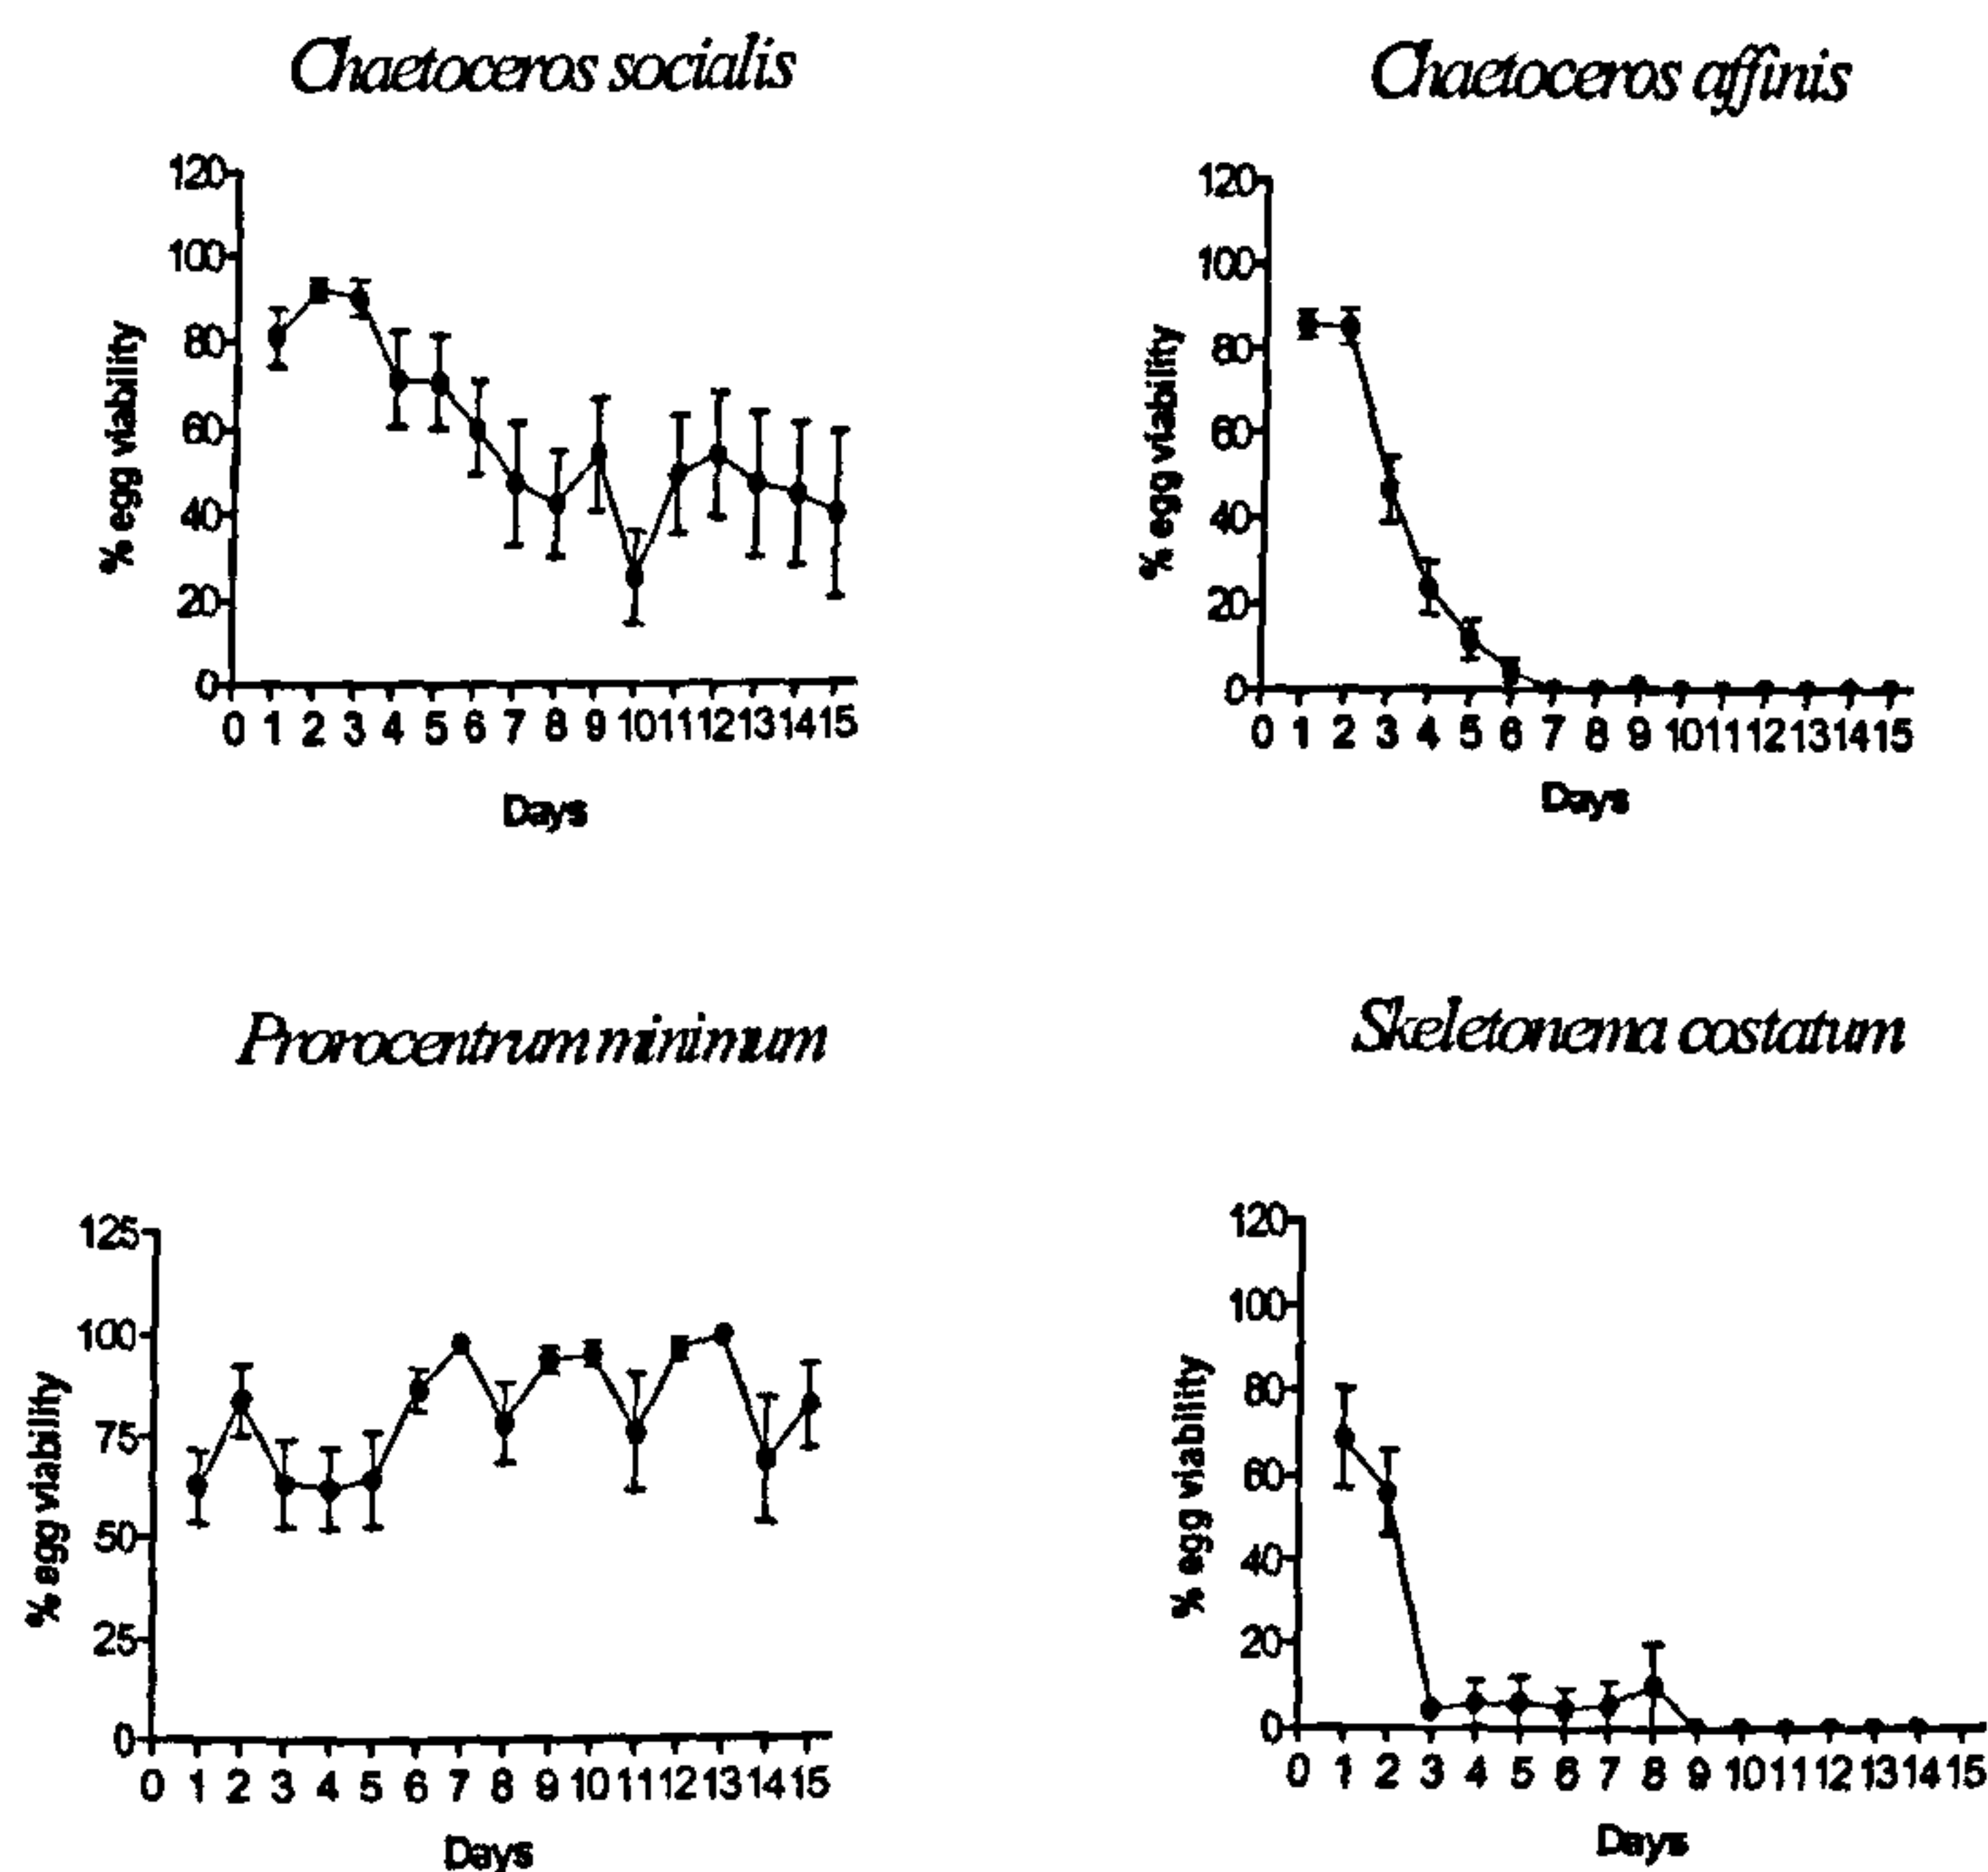 Chaetoceros socialis
120
100
80
60
40
20
0
% egg viability
0 1 2 3 4 5 6 7 8 9 10 11 12 13 14 15
Days
Chaetoceros affinis
120
100
80
60
40
20
0
% egg viability
0 1 2 3 4 5 6 7 8 9 10 11 12 13 14 15
Days
Prorocentrum minimum
125
100
75
50
25
0
% egg viability
0 1 2 3 4 5 6 7 8 9 10 11 12 13 14 15
Days
Skeletonema costatum
120
100
80
60
40
20
0
% egg viability
0 1 2 3 4 5 6 7 8 9 10 11 12 13 14 15
Days